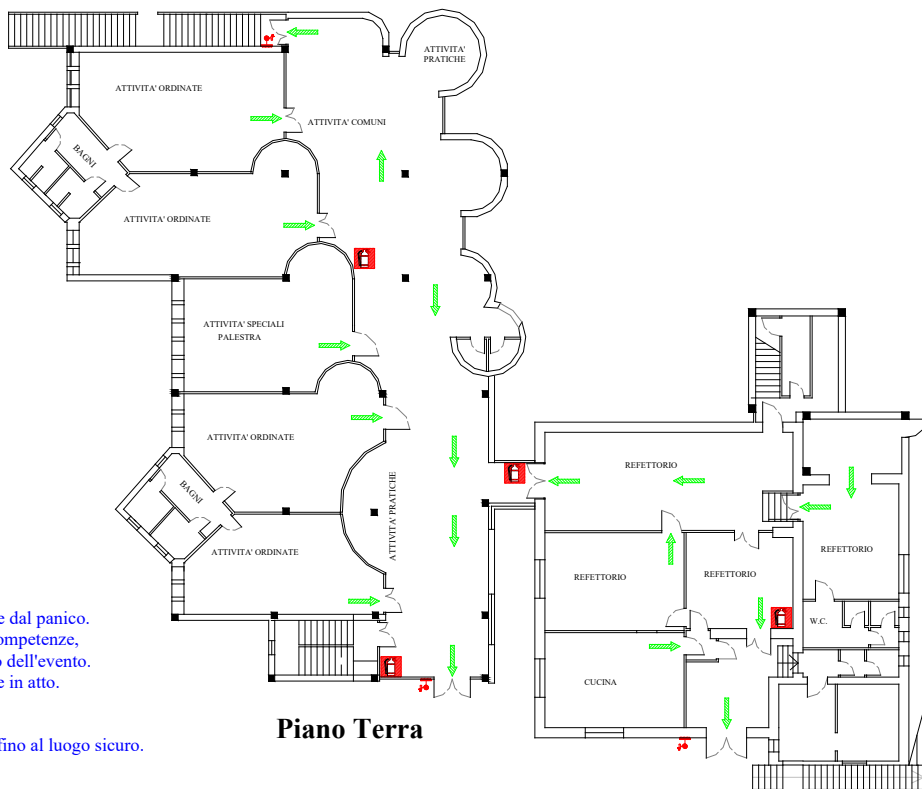 ATTIVITA' PRATICHE
ATTIVITA' ORDINATE
ATTIVITA' COMUNI
BAGNI
ATTIVITA' ORDINATE
ATTIVITA' SPECIALI
PALESTRA
ATTIVITA' ORDINATE
REFETTORIO
BAGNI
ATTIVITA' PRATICHE
ATTIVITA' ORDINATE
REFETTORIO
REFETTORIO
REFETTORIO
W.C.
CUCINA
e dal panico.
ompetenze,
o dell'evento.
e in atto.
fino al luogo sicuro.
Piano Terra